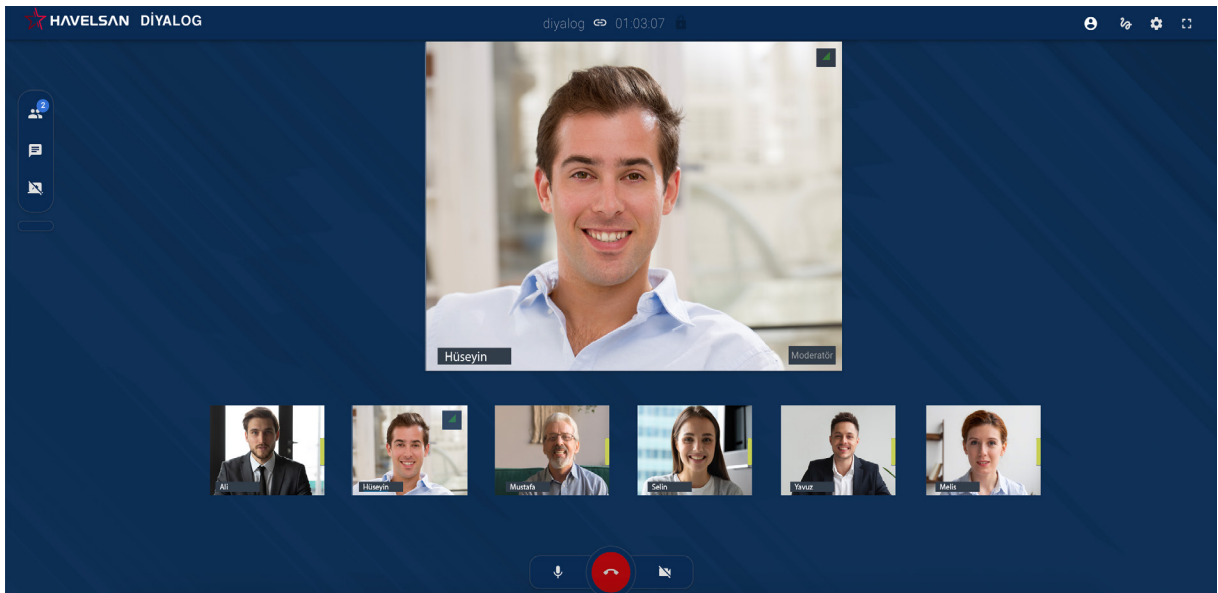 HAVELSAN DİYALOG
diyalog 01:03.07
2
Hüseyin
Moderatör
Ali
Hüseyin
Mustafa
Selin
Yavuz
Melis